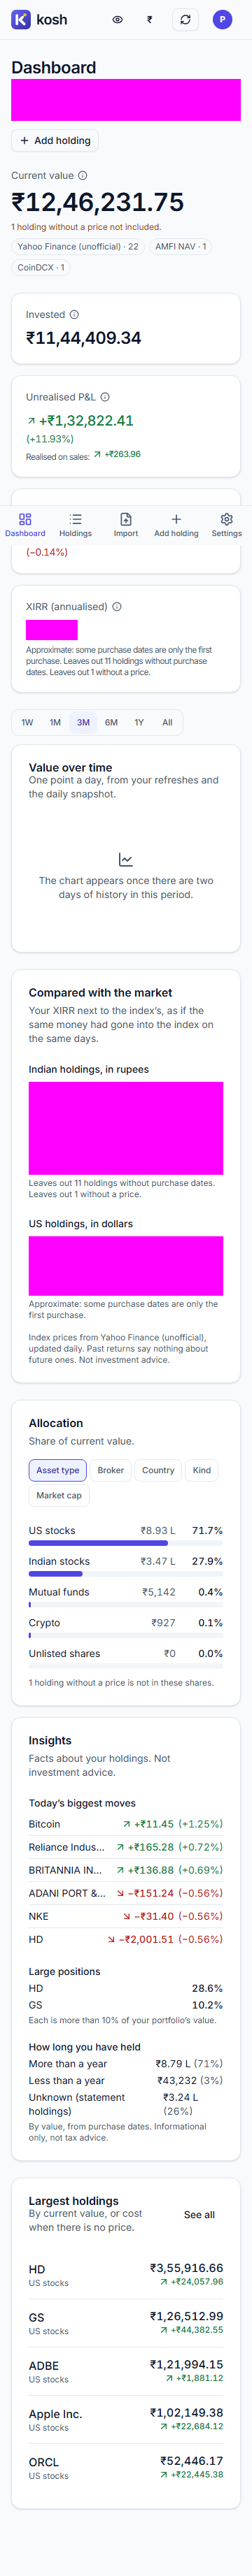 kosh
₹
P
Dashboard
+ Add holding
Current value
₹12,46,231.75
1 holding without a price not included.
Yahoo Finance (unofficial) · 22
AMFI NAV · 1
CoinDCX · 1
Invested
₹11,44,409.34
Unrealised P&L
+₹1,32,822.41
(+11.93%)
Realised on sales: +₹263.96
Dashboard
Holdings
Import
Add holding
Settings
(−0.14%)
XIRR (annualised)
Approximate: some purchase dates are only the first
purchase. Leaves out 11 holdings without purchase
dates. Leaves out 1 without a price.
1W 1M 3M 6M 1Y All
Value over time
One point a day, from your refreshes and
the daily snapshot.
The chart appears once there are two
days of history in this period.
Compared with the market
Your XIRR next to the index's, as if the
same money had gone into the index on
the same days.
Indian holdings, in rupees
Leaves out 11 holdings without purchase dates.
Leaves out 1 without a price.
US holdings, in dollars
Approximate: some purchase dates are only the
first purchase.
Index prices from Yahoo Finance (unofficial),
updated daily. Past returns say nothing about
future ones. Not investment advice.
Allocation
Share of current value.
Asset type Broker Country Kind
Market cap
US stocks ₹8.93 L 71.7%
Indian stocks ₹3.47 L 27.9%
Mutual funds ₹5,142 0.4%
Crypto ₹927 0.1%
Unlisted shares ₹0 0.0%
1 holding without a price is not in these shares.
Insights
Facts about your holdings. Not
investment advice.
Today's biggest moves
Bitcoin +₹11.45 (+1.25%)
Reliance Indus... +₹165.28 (+0.72%)
BRITANNIA IN... +₹136.88 (+0.69%)
ADANI PORT &... −₹151.24 (−0.56%)
NKE −₹31.40 (−0.56%)
HD −₹2,001.51 (−0.56%)
Large positions
HD 28.6%
GS 10.2%
Each is more than 10% of your portfolio's value.
How long you have held
More than a year ₹8.79 L (71%)
Less than a year ₹43,232 (3%)
Unknown (statement holdings) ₹3.24 L (26%)
By value, from purchase dates. Informational
only, not tax advice.
Largest holdings
By current value, or cost
when there is no price.
See all
HD ₹3,55,916.66
US stocks +₹24,057.96
GS ₹1,26,512.99
US stocks +₹44,382.55
ADBE ₹1,21,994.15
US stocks +₹1,881.12
Apple Inc. ₹1,02,149.38
US stocks +₹22,684.12
ORCL ₹52,446.17
US stocks +₹22,445.38